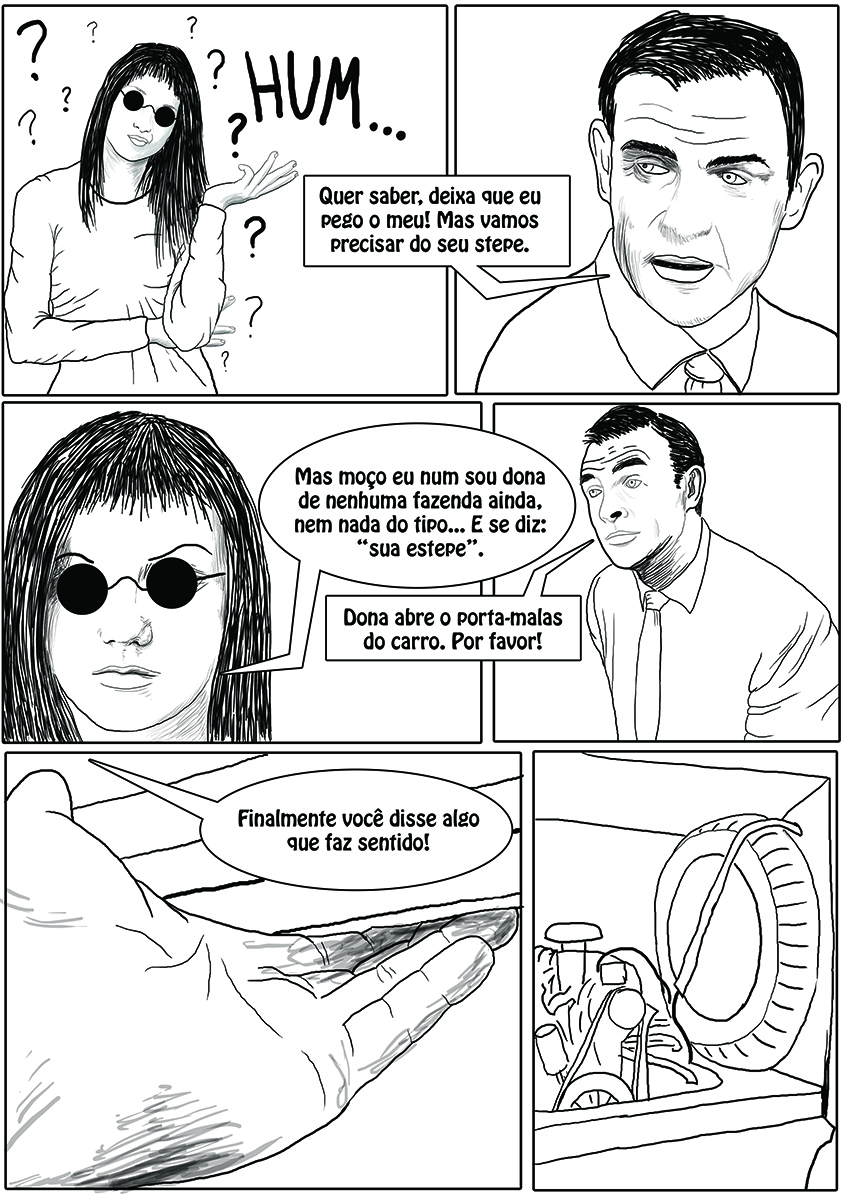 ?
?
?
?
?
?
?
?
?
?
HUM...
Quer saber, deixa que eu
pego o meu! Mas vamos
precisar do seu stepe.
Mas moço eu num sou dona
de nenhuma fazenda ainda,
nem nada do tipo... E se diz:
“sua estepe”.
Dona abre o porta-malas
do carro. Por favor!
Finalmente você disse algo
que faz sentido!